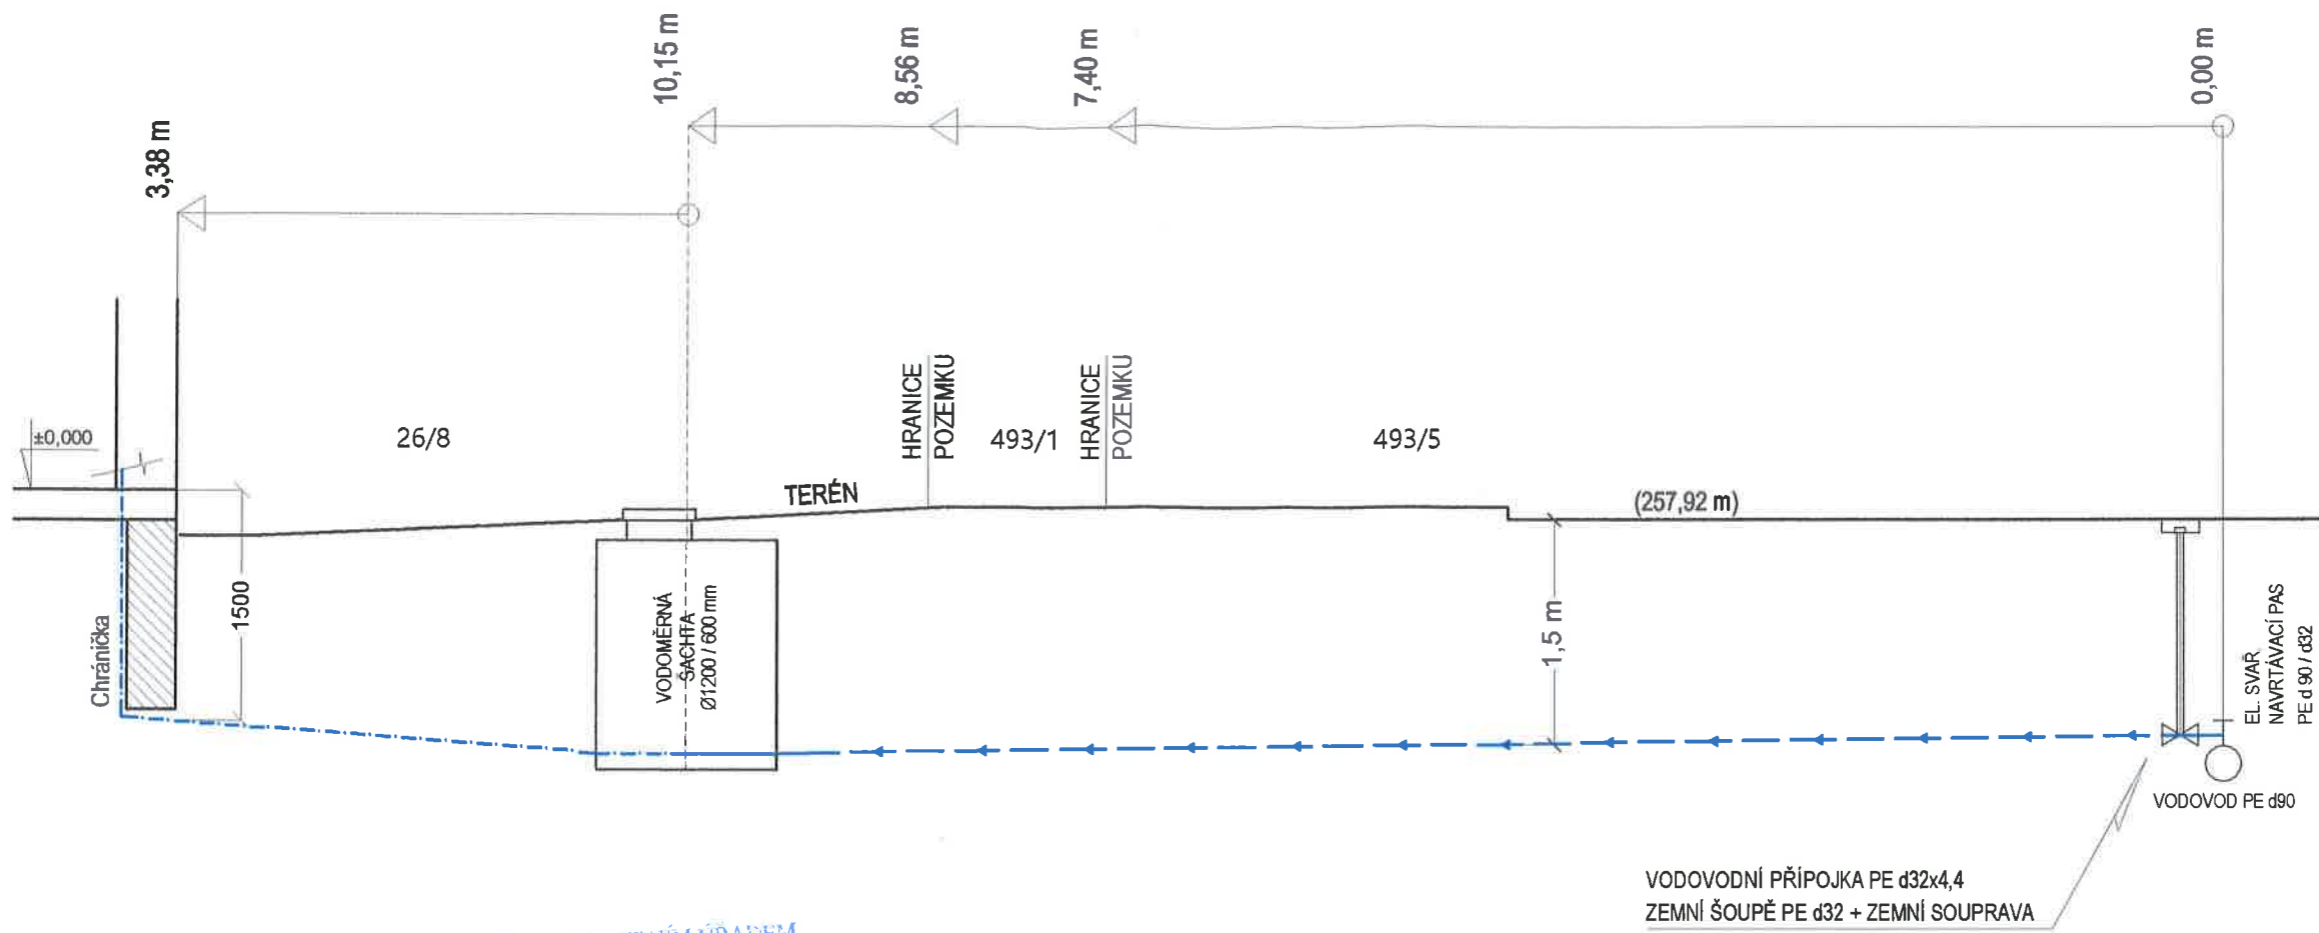 0,00 m
7,40 m
8,56 m
10,15 m
3,38 m
HRANICE
POZEMKU
HRANICE
POZEMKU
±0,000
26/8
493/1
493/5
TERÉN
(257,92 m)
1500
Chránička
VODOMĚRNÁ
ŠACHTA
Ø1200 / 600 mm
1,5 m
EL. SVAŘ.
NAVRTÁVACÍ PAS
PE d 90 / d32
VODOVOD PE d90
VODOVODNÍ PŘÍPOJKA PE d32x4,4
ZEMNÍ ŠOUPĚ PE d32 + ZEMNÍ SOUPRAVA